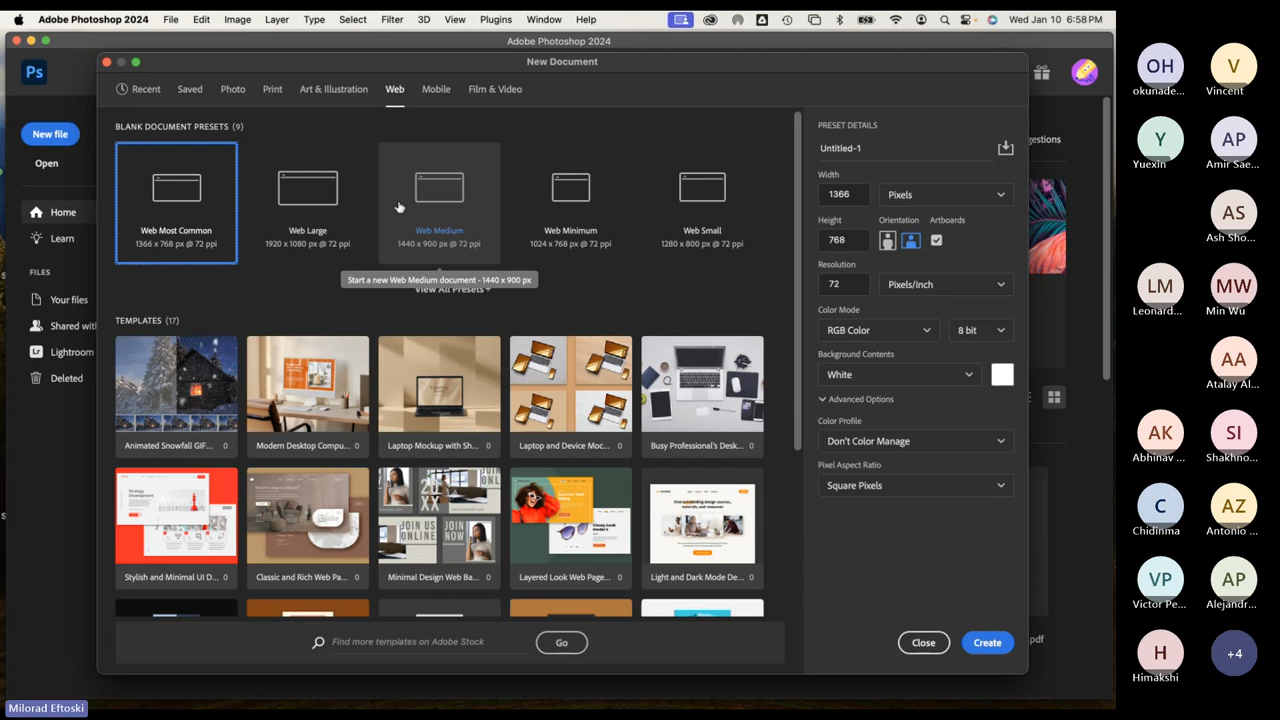 Adobe Photoshop 2024 File Edit Image Layer Type Select Filter 3D View Plugins Window Help Wed Jan 10 6:58 PM
Adobe Photoshop 2024
New Document
Ps
Recent Saved Photo Print Art & Illustration Web Mobile Film & Video
New file
Open
Home
Learn
FILES
Your files
Shared wit
Lr Lightroom
Deleted
BLANK DOCUMENT PRESETS (9)
Web Most Common
1366 x 768 px @ 72 ppi
Web Large
1920 x 1080 px @ 72 ppi
Web Medium
1440 x 900 px @ 72 ppi
Web Minimum
1024 x 768 px @ 72 ppi
Web Small
1280 x 800 px @ 72 ppi
Start a new Web Medium document - 1440 x 900 px
View All Presets +
TEMPLATES (17)
Animated Snowfall GIF... 0
Modern Desktop Compu... 0
Laptop Mockup with Sh... 0
Laptop and Device Moc... 0
Busy Professional's Desk... 0
Strategy
Development
JOIN US
ONLINE
JOIN
NOW
Stylish and Minimal UI D... 0
Classic and Rich Web Pa... 0
Minimal Design Web Ba... 0
Layered Look Web Page... 0
Light and Dark Mode De... 0
Find more templates on Adobe Stock
Go
PRESET DETAILS
Untitled-1
Width
1366 Pixels
Height Orientation Artboards
768
Resolution
72 Pixels/Inch
Color Mode
RGB Color 8 bit
Background Contents
White
Advanced Options
Color Profile
Don't Color Manage
Pixel Aspect Ratio
Square Pixels
Close Create
gestions
.pdf
OH V
okunade... Vincent
Y AP
Yuexin Amir Sae...
AS
Ash Sho...
LM MW
Leonard... Min Wu
AA
Atalay Al...
AK SI
Abhinav ... Shakhno...
C AZ
Chidinma Antonio ...
VP AP
Victor Pe... Alejandr...
H +4
Himakshi
Milorad Eftoski